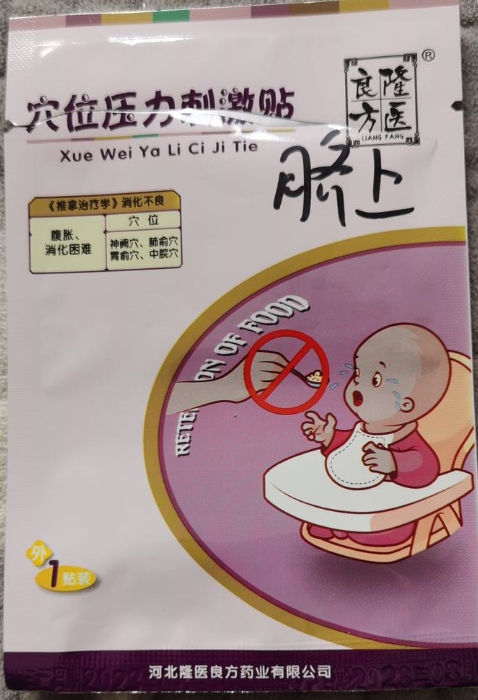 良隆
方医
LIANG FANG
®
穴位压力刺激贴
Xue Wei Ya Li Ci Ji Tie
脐上
《推拿治疗学》消化不良
穴 位
腹胀、
消化困难
神阙穴、肺俞穴
胃俞穴、中脘穴
RETENTION OF FOOD
外
1贴装
河北隆医良方药业有限公司